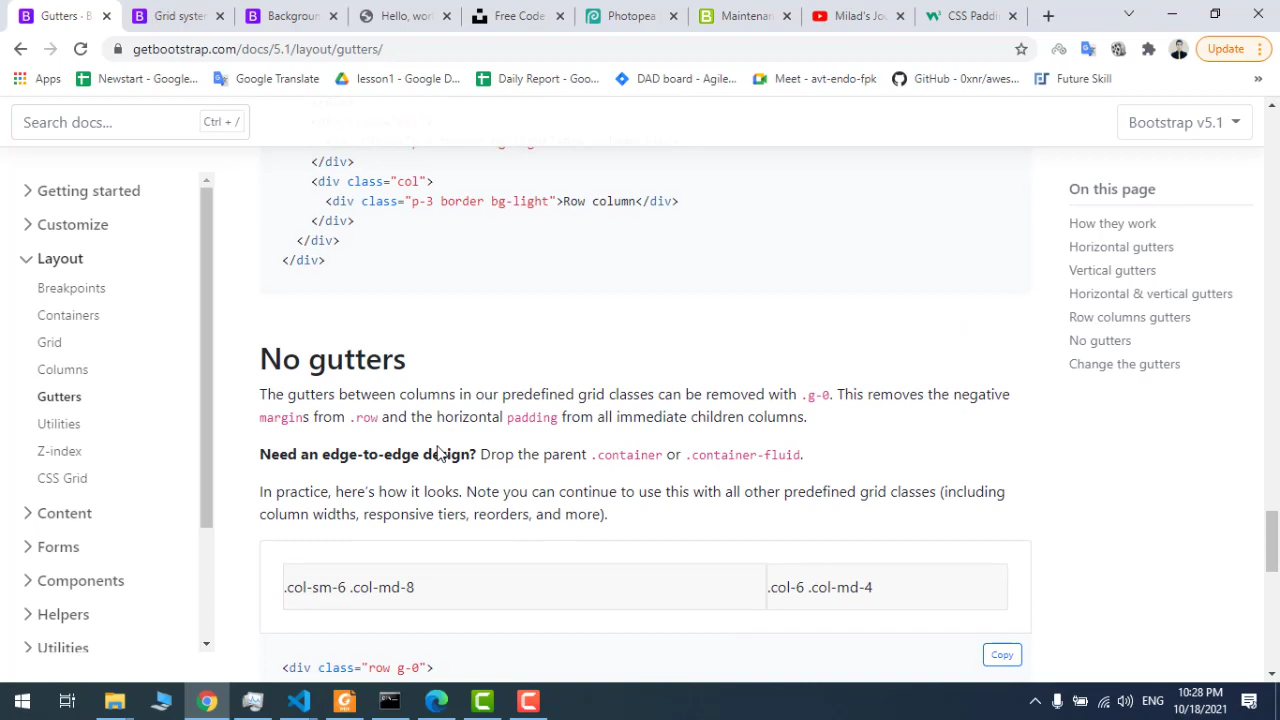 Gutters - B
Grid syster
Background
Hello, wor
Free Code
Photopea
Maintenan
Milad's Jou
CSS Paddi
getbootstrap.com/docs/5.1/layout/gutters/
Update
Apps
Newstart - Google...
Google Translate
lesson1 - Google D...
Daily Report - Goo...
DAD board - Agile...
Meet - avt-endo-fpk
GitHub - 0xnr/awes...
Future Skill
»
Search docs...
Ctrl + /
Bootstrap v5.1
</div>
<div class="col">
<div class="p-3 border bg-light">Row column</div>
</div>
</div>
</div>
Getting started
Customize
Layout
Breakpoints
Containers
Grid
Columns
Gutters
Utilities
Z-index
CSS Grid
Content
Forms
Components
Helpers
Utilities
No gutters
The gutters between columns in our predefined grid classes can be removed with .g-0. This removes the negative
margins from .row and the horizontal padding from all immediate children columns.
Need an edge-to-edge design? Drop the parent .container or .container-fluid.
In practice, here's how it looks. Note you can continue to use this with all other predefined grid classes (including
column widths, responsive tiers, reorders, and more).
.col-sm-6 .col-md-8
.col-6 .col-md-4
Copy
<div class="row g-0">
On this page
How they work
Horizontal gutters
Vertical gutters
Horizontal & vertical gutters
Row columns gutters
No gutters
Change the gutters
ENG
10:28 PM
10/18/2021